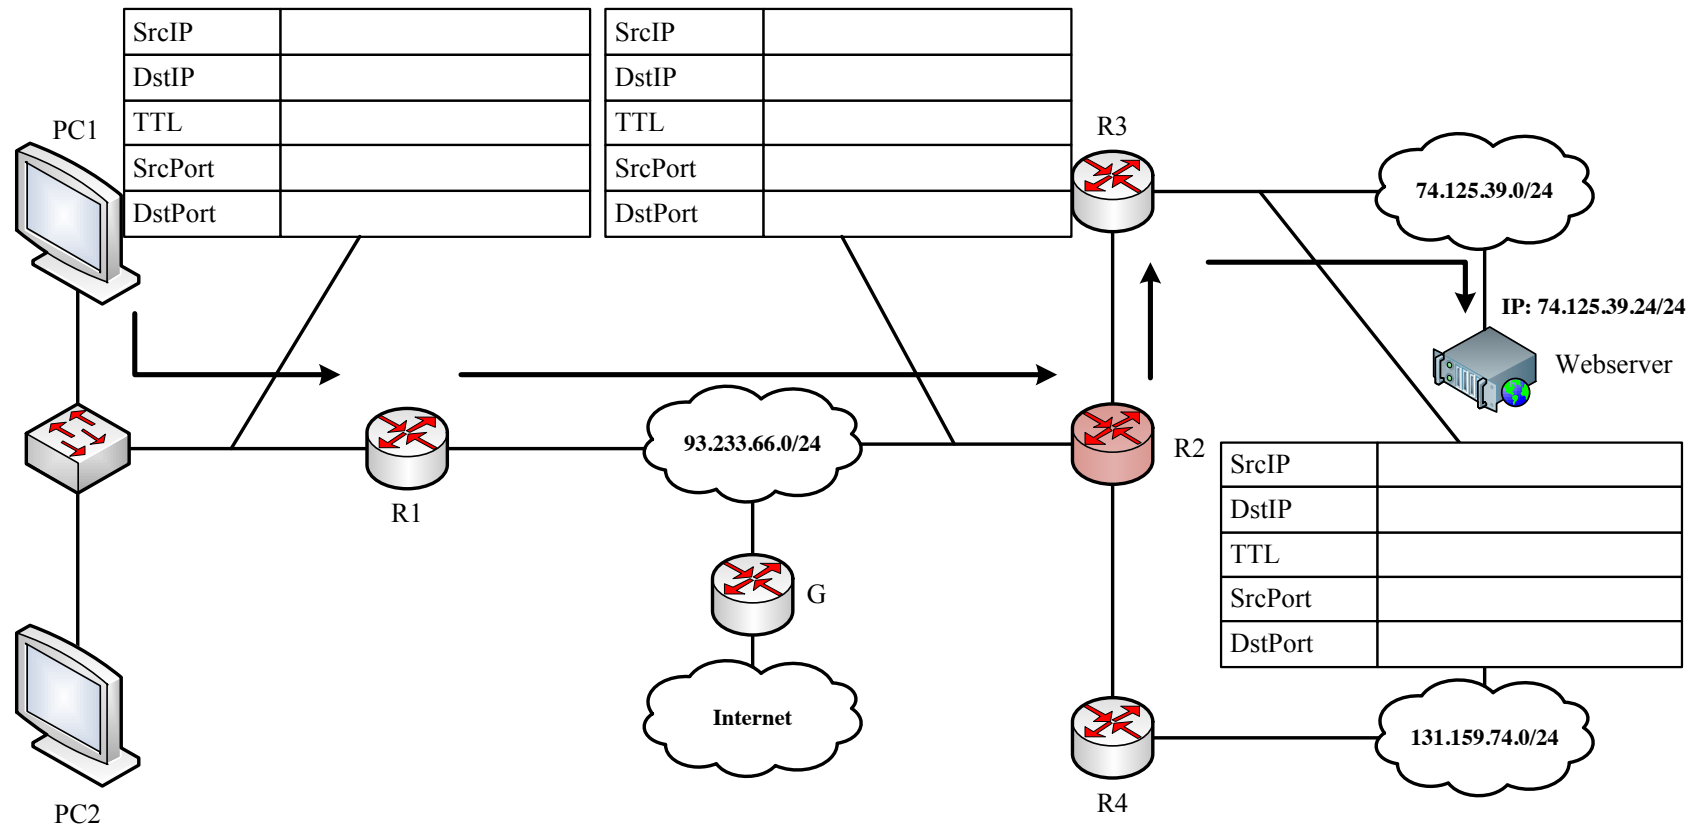 SrcIP
DstIP
TTL
SrcPort
DstPort
SrcIP
DstIP
TTL
SrcPort
DstPort
PC1
R3
74.125.39.0/24
IP: 74.125.39.24/24
Webserver
93.233.66.0/24
R2
R1
SrcIP
DstIP
TTL
SrcPort
DstPort
G
Internet
131.159.74.0/24
R4
PC2